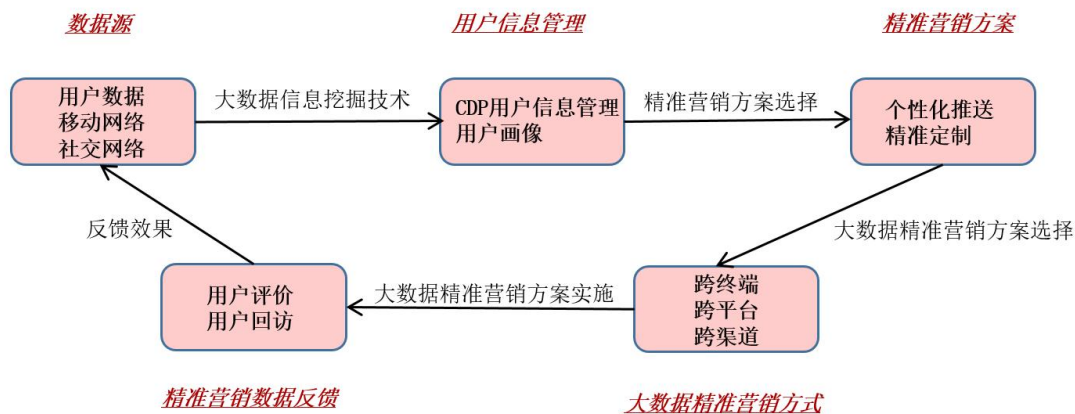 数据源
用户信息管理
精准营销方案
用户数据
移动网络
社交网络
大数据信息挖掘技术
CDP用户信息管理
用户画像
精准营销方案选择
个性化推送
精准定制
反馈效果
大数据精准营销方案选择
用户评价
用户回访
大数据精准营销方案实施
跨终端
跨平台
跨渠道
精准营销数据反馈
大数据精准营销方式